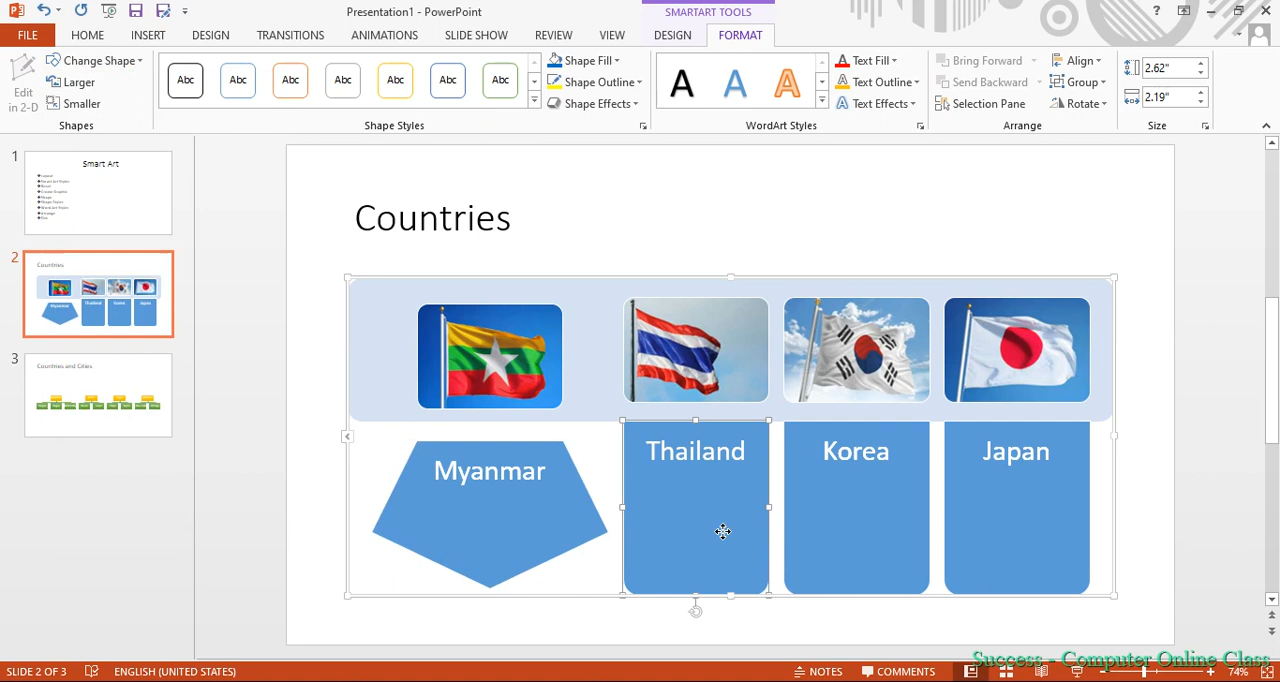 Presentation1 - PowerPoint
SMARTART TOOLS
FILE HOME INSERT DESIGN TRANSITIONS ANIMATIONS SLIDE SHOW REVIEW VIEW DESIGN FORMAT
Edit in 2-D
Change Shape
Larger
Smaller
Shapes
Abc Abc Abc Abc Abc Abc Abc
Shape Fill
Shape Outline
Shape Effects
Shape Styles
A A A
Text Fill
Text Outline
Text Effects
WordArt Styles
Bring Forward
Send Backward
Selection Pane
Align
Group
Rotate
Arrange
2.62"
2.19"
Size
1
Smart Art
2
Countries
Myanmar Thailand Korea Japan
3
Countries and Cities
Countries
Myanmar
Thailand
Korea
Japan
SLIDE 2 OF 3
ENGLISH (UNITED STATES)
NOTES
COMMENTS
74%
Success - Computer Online Class